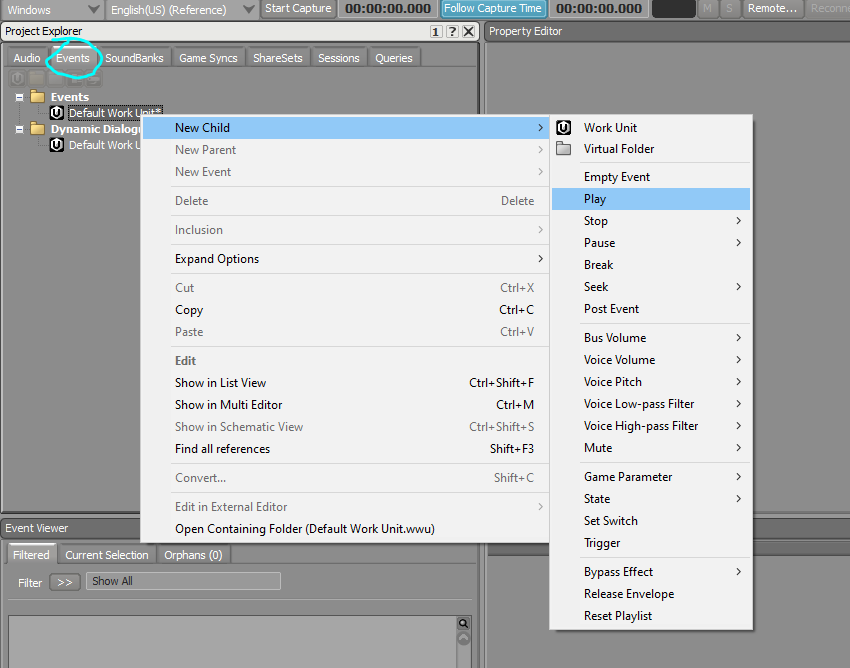 Windows English(US) (Reference) Start Capture 00:00:00.000 Follow Capture Time 00:00:00.000 M S Remote... Reconn
Project Explorer 1 ? X Property Editor
Audio Events SoundBanks Game Syncs ShareSets Sessions Queries
Events
Default Work Unit*
Dynamic Dialogu
Default Work U
New Child
New Parent
New Event
Delete Delete
Inclusion
Expand Options
Cut Ctrl+X
Copy Ctrl+C
Paste Ctrl+V
Edit
Show in List View Ctrl+Shift+F
Show in Multi Editor Ctrl+M
Show in Schematic View Ctrl+Shift+S
Find all references Shift+F3
Convert... Shift+C
Edit in External Editor
Open Containing Folder (Default Work Unit.wwu)
Work Unit
Virtual Folder
Empty Event
Play
Stop
Pause
Break
Seek
Post Event
Bus Volume
Voice Volume
Voice Pitch
Voice Low-pass Filter
Voice High-pass Filter
Mute
Game Parameter
State
Set Switch
Trigger
Bypass Effect
Release Envelope
Reset Playlist
Event Viewer
Filtered Current Selection Orphans (0)
Filter >> Show All